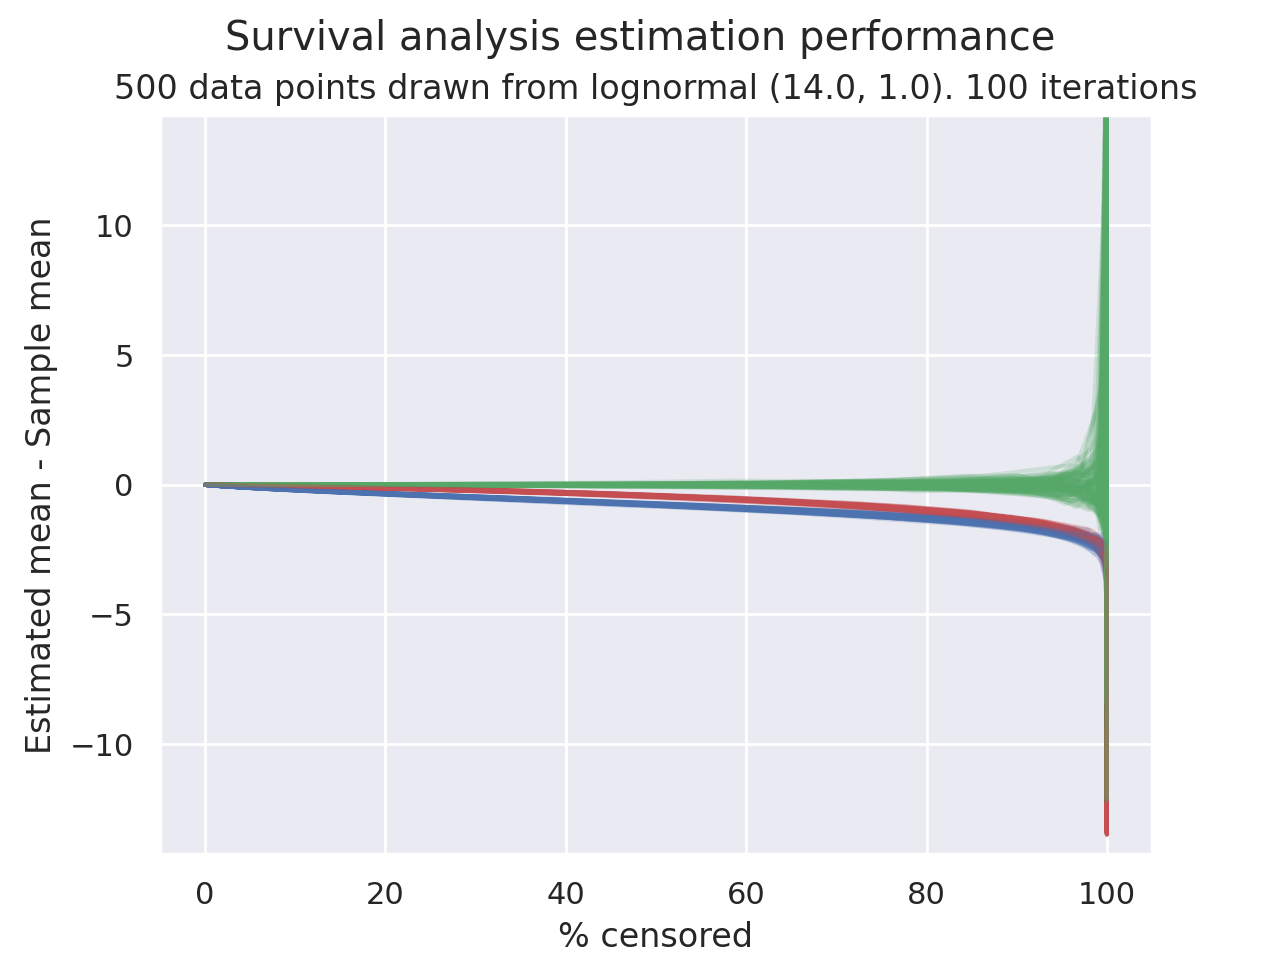 Survival analysis estimation performance
500 data points drawn from lognormal (14.0, 1.0). 100 iterations
Estimated mean - Sample mean
10
5
0
−5
−10
0 20 40 60 80 100
% censored